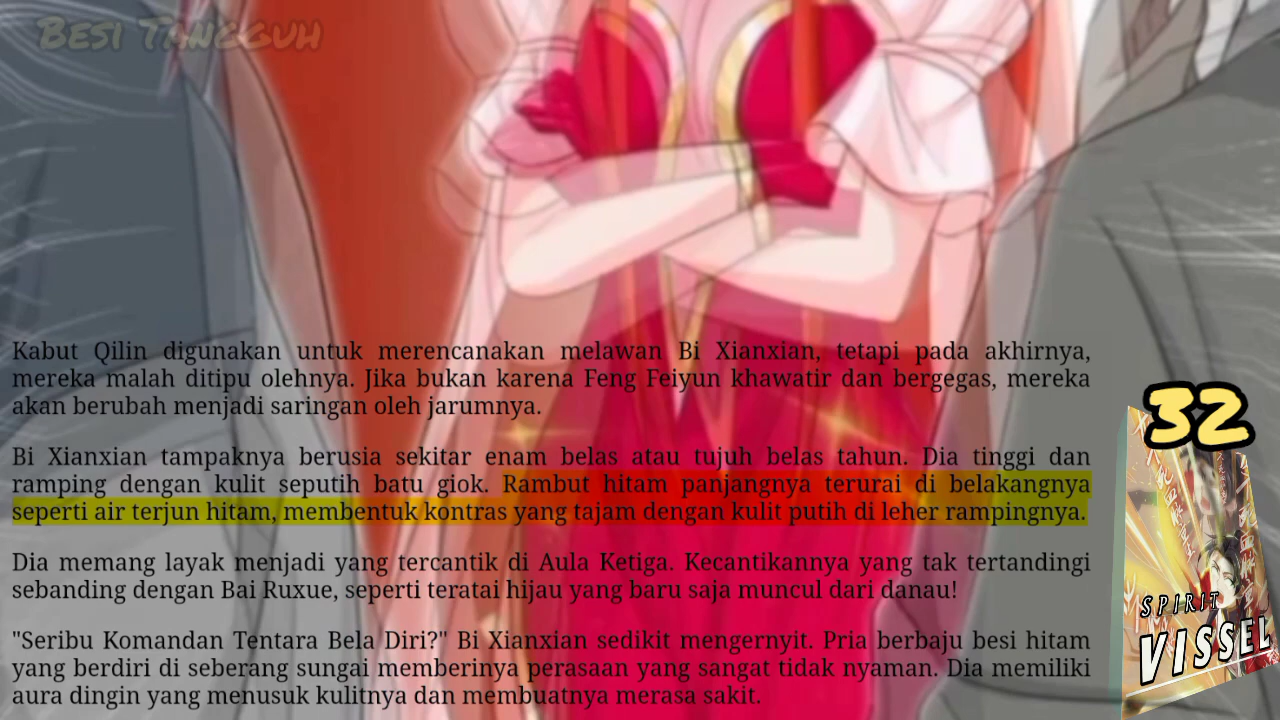 Besi Tangguh
Kabut Qilin digunakan untuk merencanakan melawan Bi Xianxian, tetapi pada akhirnya,
mereka malah ditipu olehnya. Jika bukan karena Feng Feiyun khawatir dan bergegas, mereka
akan berubah menjadi saringan oleh jarumnya.
Bi Xianxian tampaknya berusia sekitar enam belas atau tujuh belas tahun. Dia tinggi dan
ramping dengan kulit seputih batu giok. Rambut hitam panjangnya terurai di belakangnya
seperti air terjun hitam, membentuk kontras yang tajam dengan kulit putih di leher rampingnya.
Dia memang layak menjadi yang tercantik di Aula Ketiga. Kecantikannya yang tak tertandingi
sebanding dengan Bai Ruxue, seperti teratai hijau yang baru saja muncul dari danau!
"Seribu Komandan Tentara Bela Diri?" Bi Xianxian sedikit mengernyit. Pria berbaju besi hitam
yang berdiri di seberang sungai memberinya perasaan yang sangat tidak nyaman. Dia memiliki
aura dingin yang menusuk kulitnya dan membuatnya merasa sakit.
32
SPIRIT
VISSEL